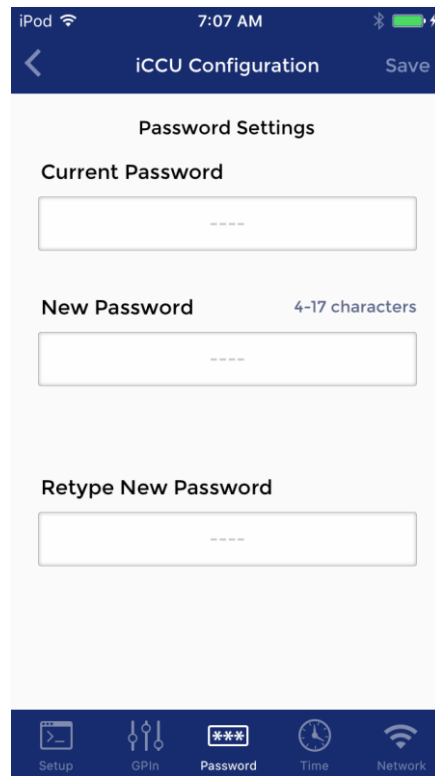 iPod 7:07 AM
iCCU Configuration Save
Password Settings
Current Password
----
New Password 4-17 characters
----
Retype New Password
----
>_ ***
Setup GPIn Password Time Network